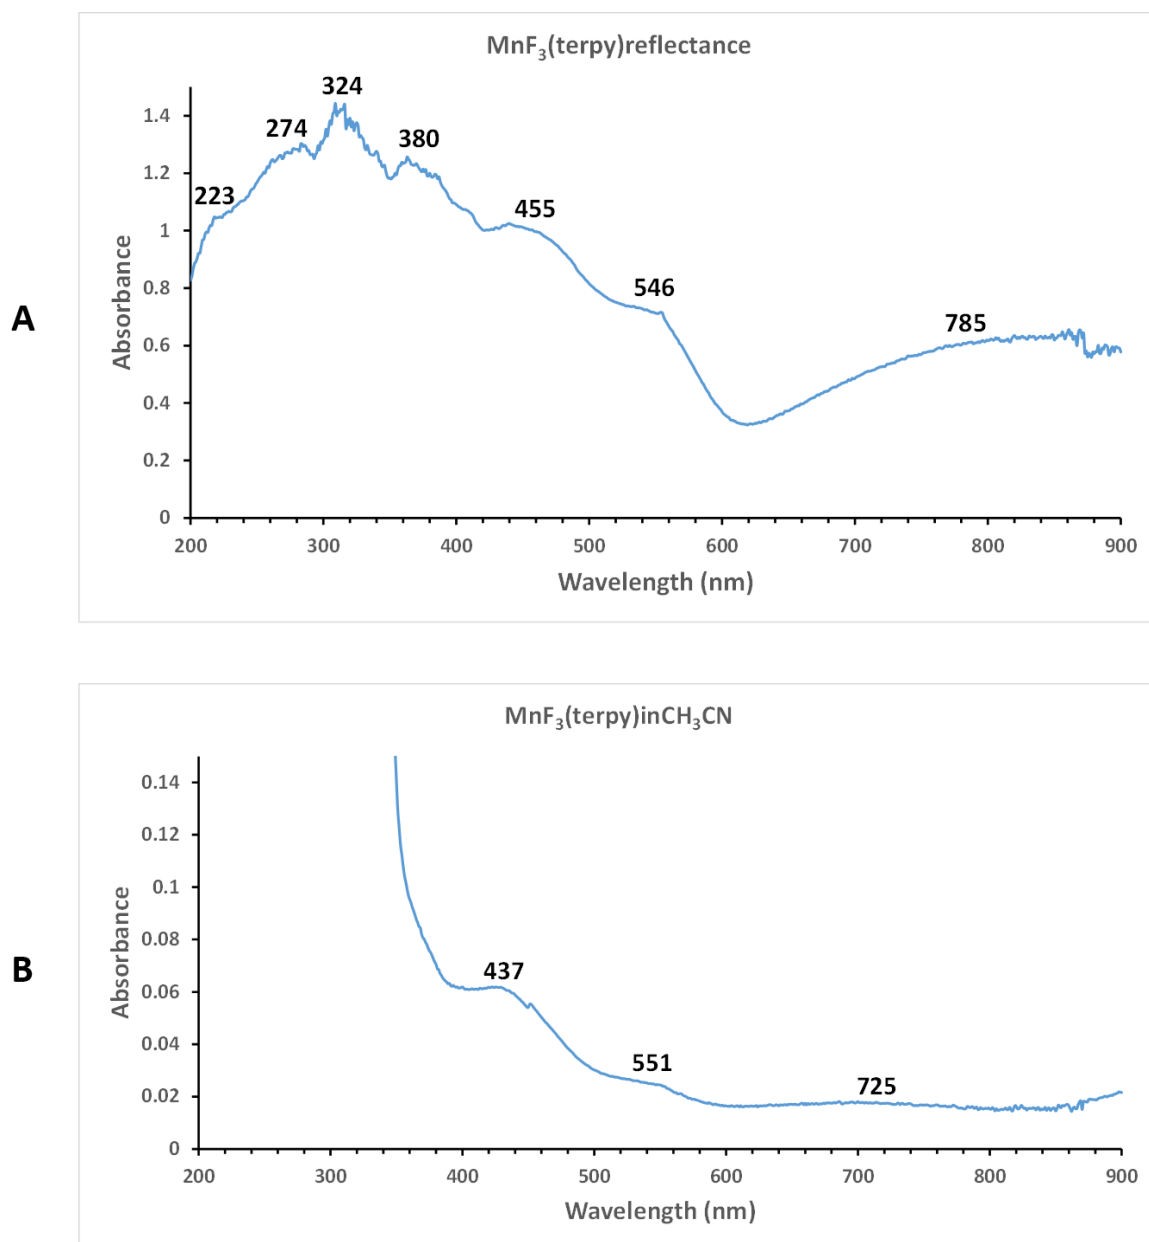 MnF₃(terpy)reflectance
324
274
380
223
455
546
785
A
Absorbance
1.4
1.2
1
0.8
0.6
0.4
0.2
0
200 300 400 500 600 700 800 900
Wavelength (nm)
MnF₃(terpy)inCH₃CN
437
551
725
B
Absorbance
0.14
0.12
0.1
0.08
0.06
0.04
0.02
0
200 300 400 500 600 700 800 900
Wavelength (nm)